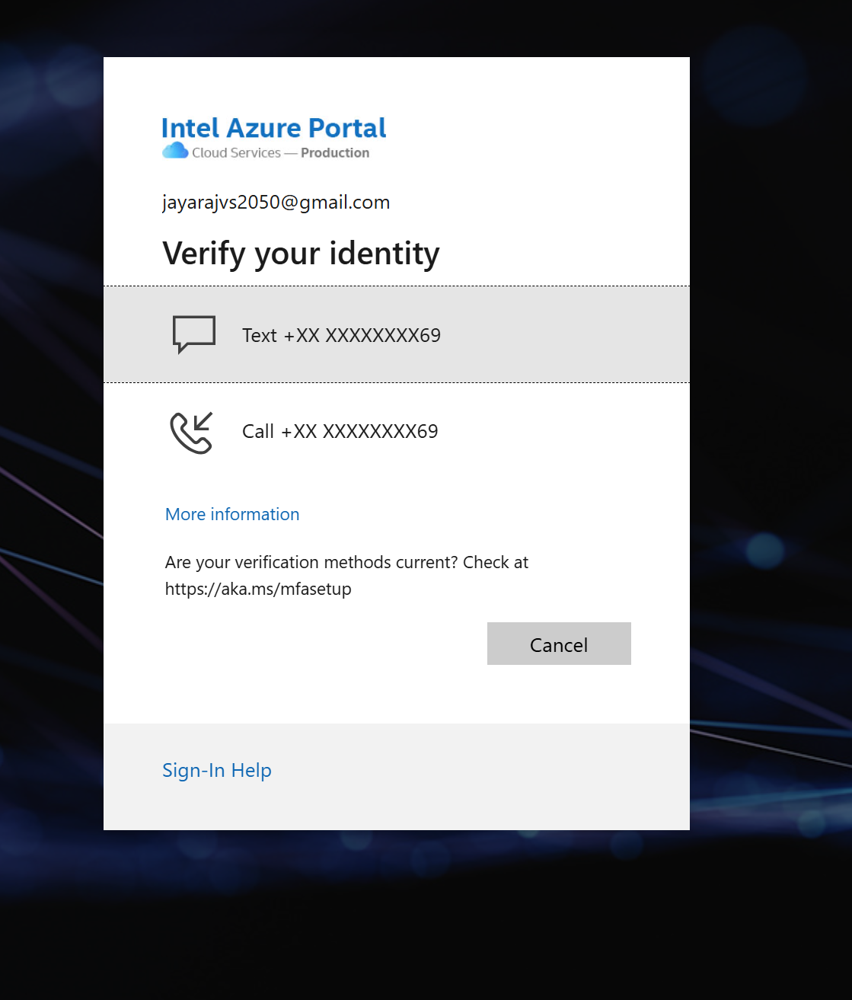 Intel Azure Portal
Cloud Services — Production
jayarajvs2050@gmail.com
Verify your identity
Text +XX XXXXXXXX69
Call +XX XXXXXXXX69
More information
Are your verification methods current? Check at
https://aka.ms/mfasetup
Cancel
Sign-In Help